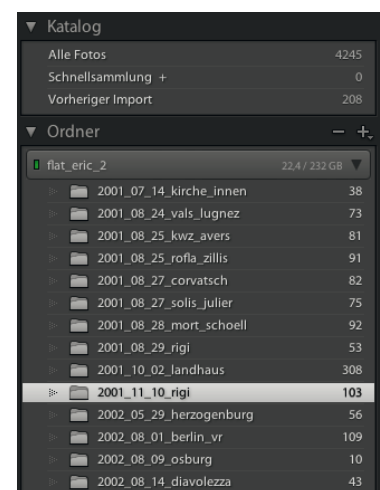 Katalog
Alle Fotos 4245
Schnellsammlung + 0
Vorheriger Import 208
Ordner − +
flat_eric_2 22,4 / 232 GB
2001_07_14_kirche_innen 38
2001_08_24_vals_lugnez 73
2001_08_25_kwz_avers 81
2001_08_25_rofla_zillis 91
2001_08_27_corvatsch 82
2001_08_27_solis_julier 75
2001_08_28_mort_schoell 92
2001_08_29_rigi 53
2001_10_02_landhaus 308
2001_11_10_rigi 103
2002_05_29_herzogenburg 56
2002_08_01_berlin_vr 109
2002_08_09_osburg 10
2002_08_14_diavolezza 43